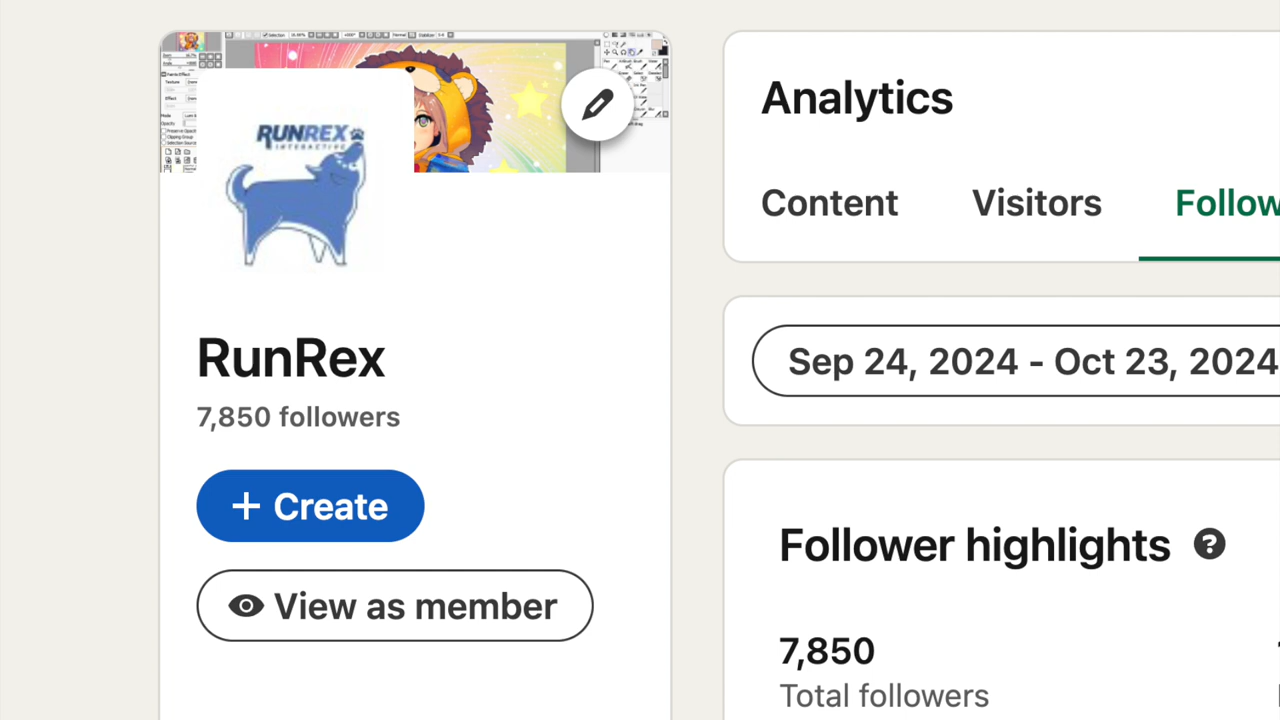 RUNREX
INTERACTIVE
RunRex
7,850 followers
+ Create
View as member
Analytics
Content Visitors Follow
Sep 24, 2024 - Oct 23, 2024
Follower highlights ?
7,850
Total followers